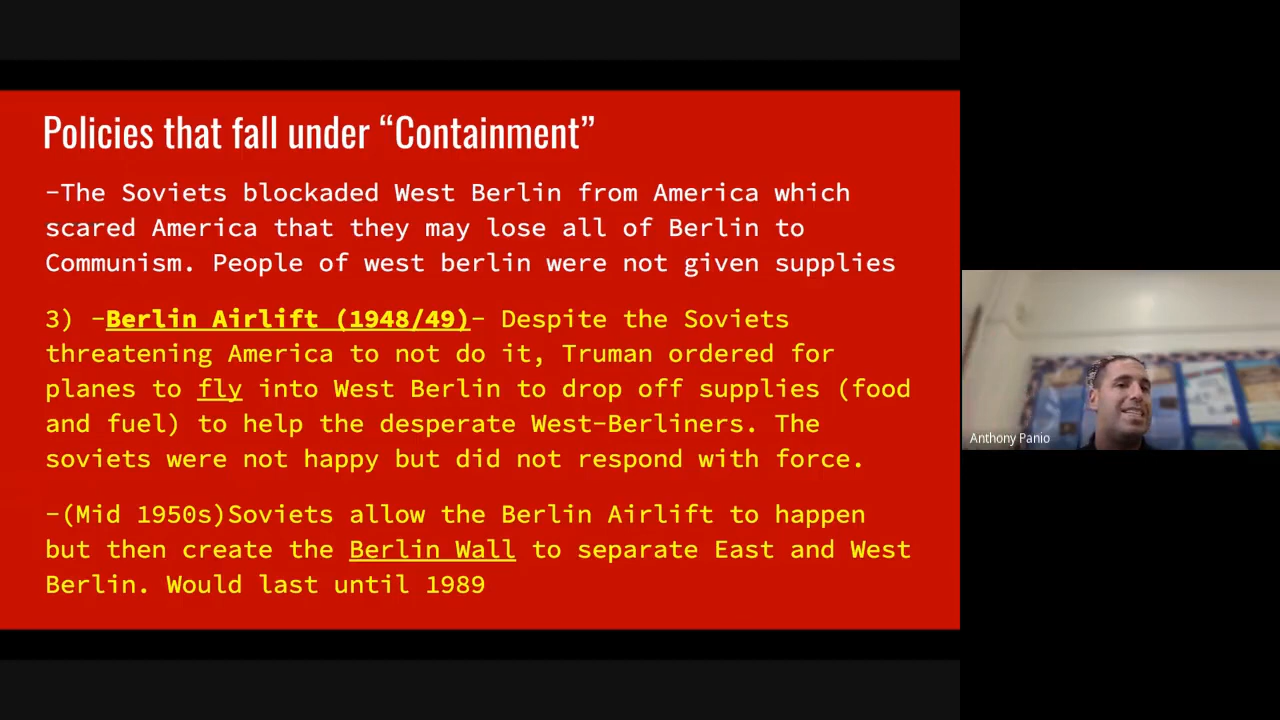 Policies that fall under “Containment”
-The Soviets blockaded West Berlin from America which
scared America that they may lose all of Berlin to
Communism. People of west berlin were not given supplies
3) -Berlin Airlift (1948/49)- Despite the Soviets
threatening America to not do it, Truman ordered for
planes to fly into West Berlin to drop off supplies (food
and fuel) to help the desperate West-Berliners. The
soviets were not happy but did not respond with force.
-(Mid 1950s)Soviets allow the Berlin Airlift to happen
but then create the Berlin Wall to separate East and West
Berlin. Would last until 1989
Anthony Panio